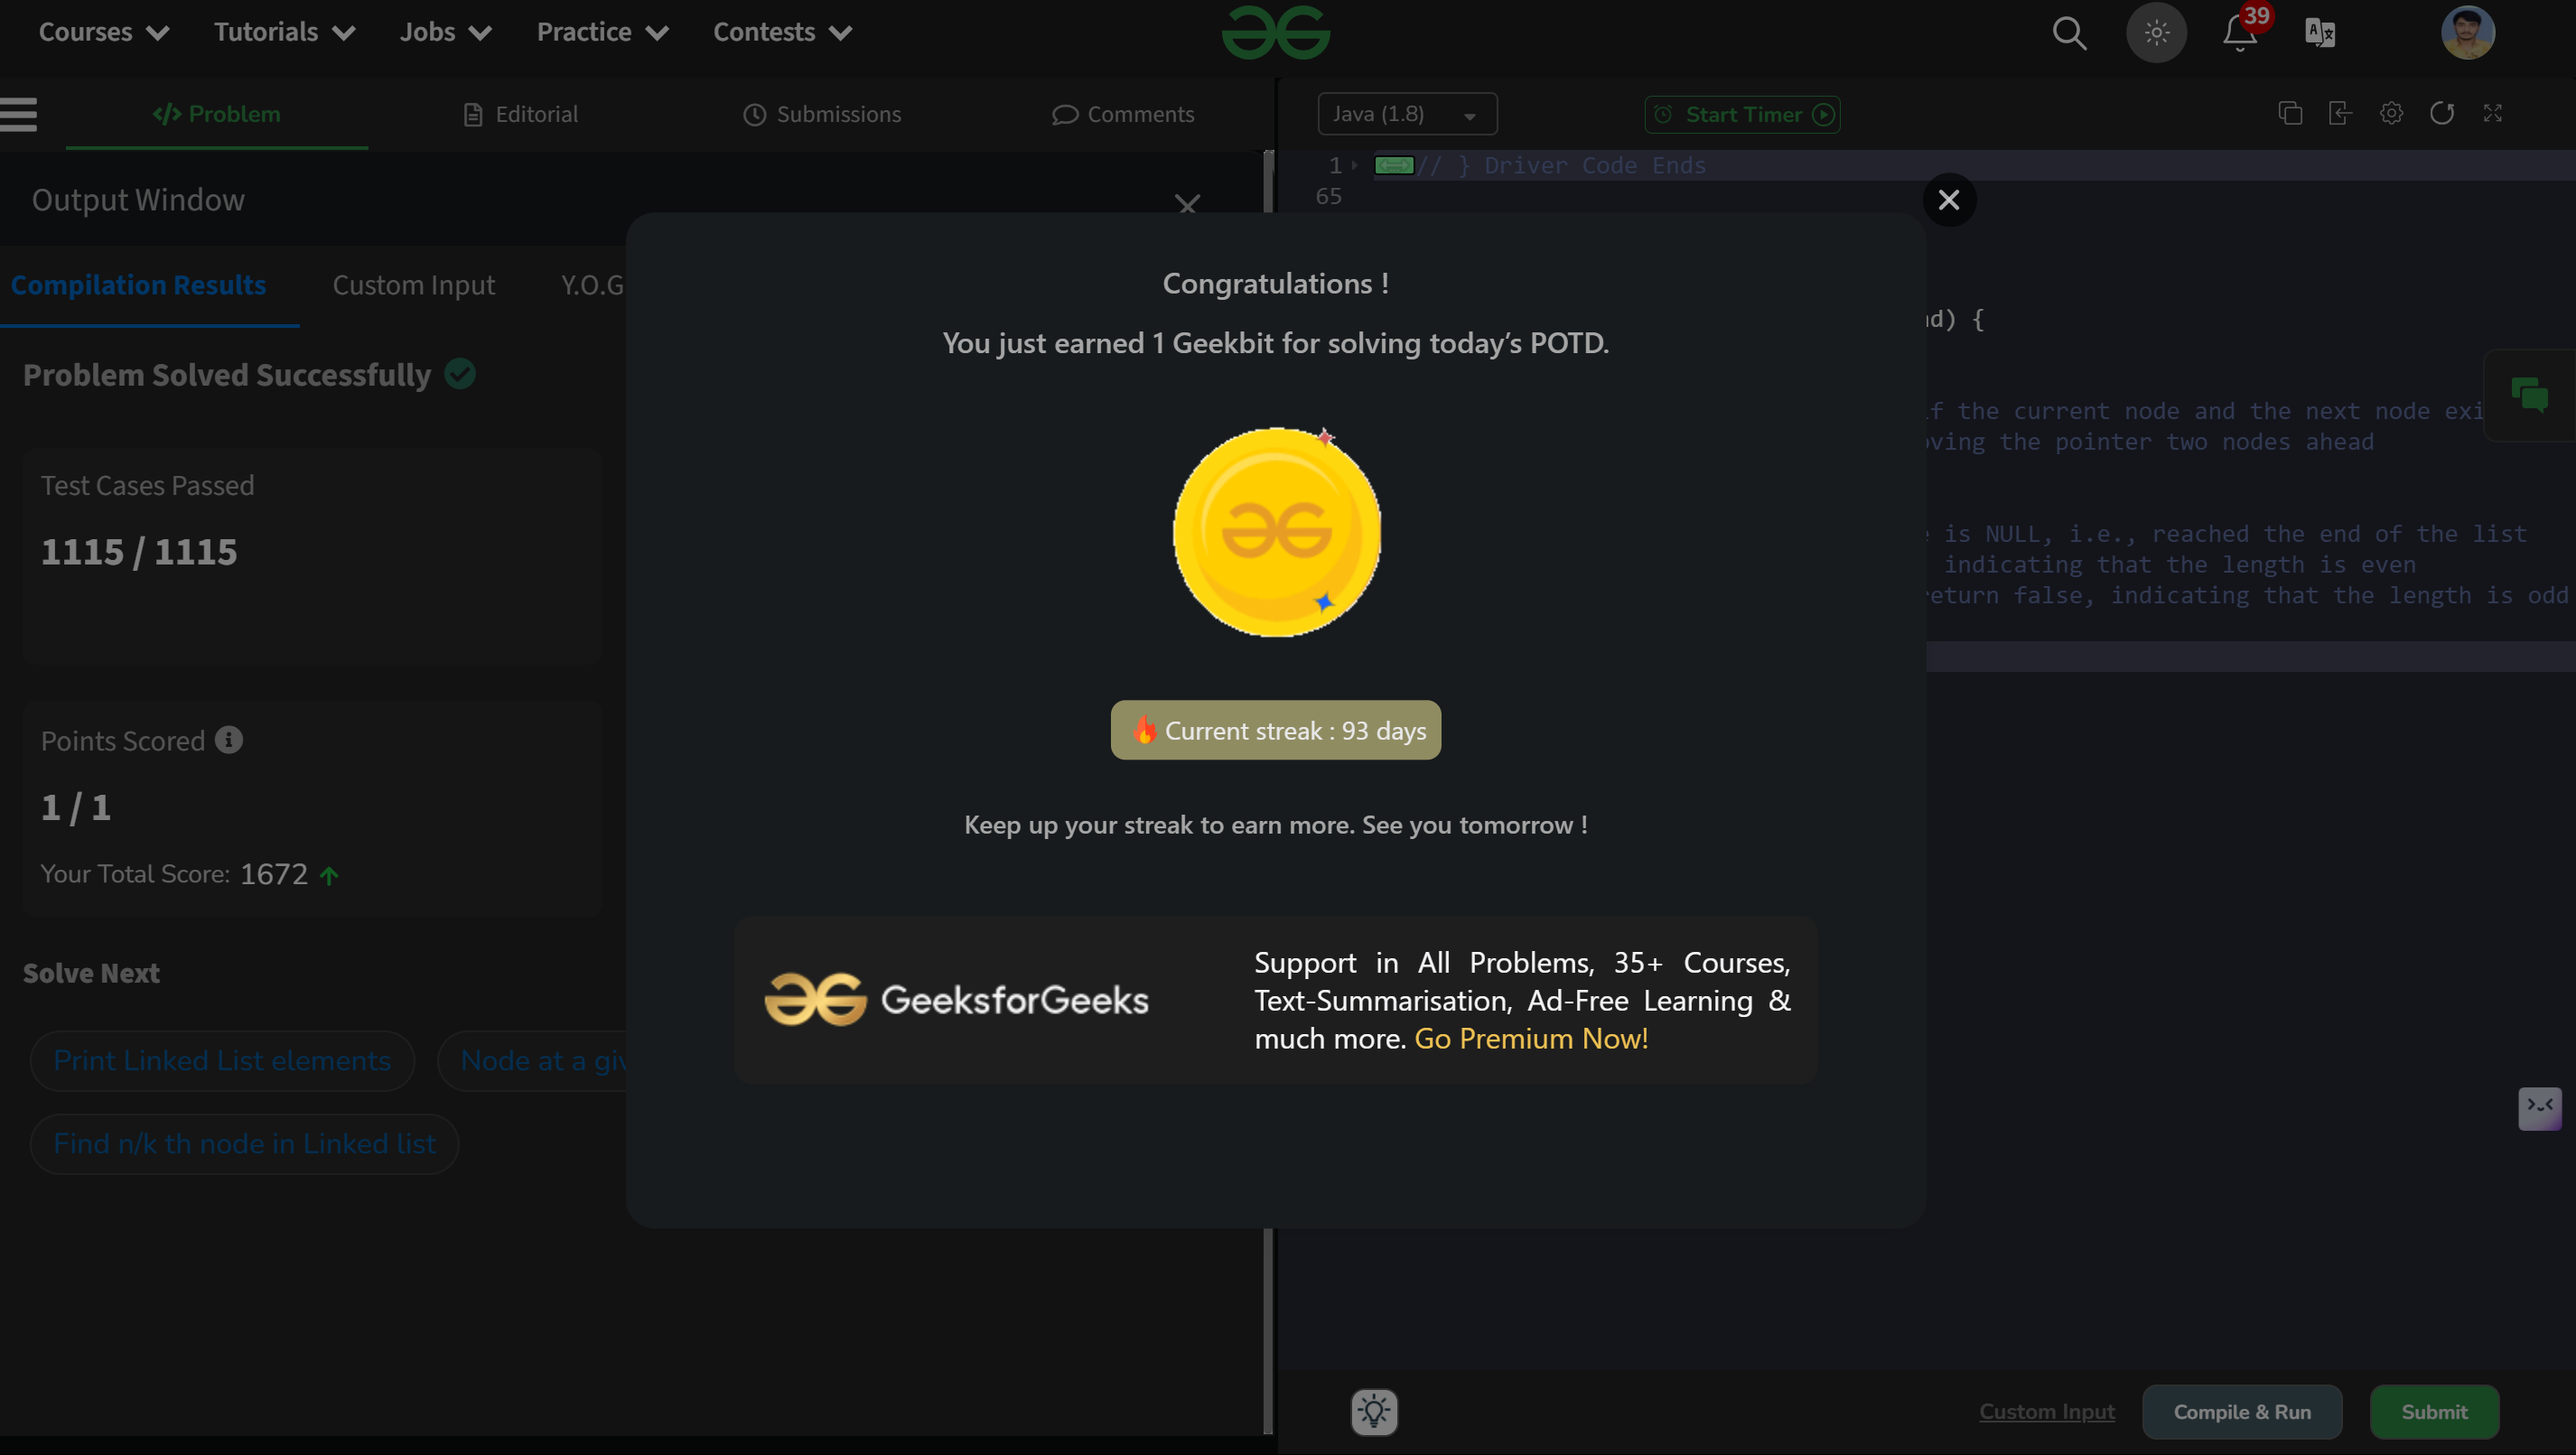 Courses Tutorials Jobs Practice Contests
39
</> Problem Editorial Submissions Comments
Java (1.8) Start Timer
Output Window
1 // } Driver Code Ends
65
Compilation Results Custom Input Y.O.G
Problem Solved Successfully
Test Cases Passed
1115 / 1115
Points Scored
1 / 1
Your Total Score: 1672
Solve Next
Print Linked List elements Node at a
Find n/k th node in Linked list
Congratulations !
You just earned 1 Geekbit for solving today’s POTD.
Current streak : 93 days
Keep up your streak to earn more. See you tomorrow !
GeeksforGeeks
Support in All Problems, 35+ Courses,
Text-Summarisation, Ad-Free Learning &
much more. Go Premium Now!
) {
the current node and the next node
the pointer two nodes ahead
is NULL, i.e., reached the end of the list
indicating that the length is even
return false, indicating that the length is odd
Custom Input Compile & Run Submit